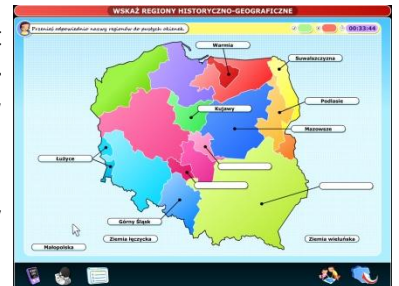 WSKAŻ REGIONY HISTORYCZNO-GEOGRAFICZNE
Przenieś odpowiednie nazwy regionów do pustych okienek.
00:33:44
Warmia
Suwalszczyzna
Podlasie
Kujawy
Mazowsze
Łużyce
Górny Śląsk
Małopolska
Ziemia łęczycka
Ziemia wieluńska